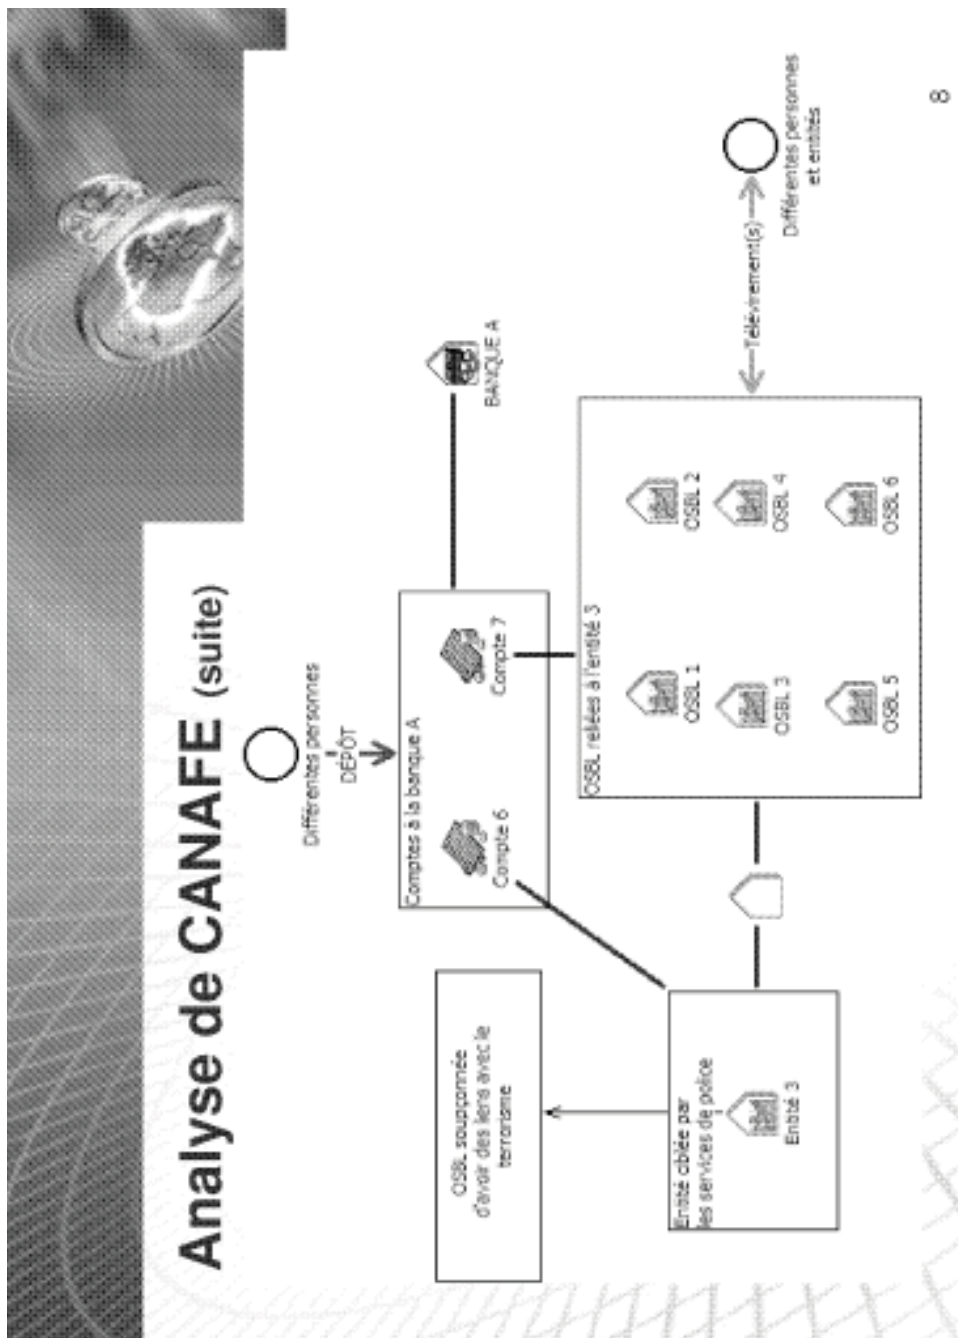 Analyse de CANAFE (suite)
Différentes personnes
DÉPÔT
Comptes à la banque A
Compte 6
Compte 7
BANQUE A
OSBL soupçonnée
d'avoir des liens avec le
terrorisme
Entité ciblée par
les services de police
Entité 3
OSBL reliées à l'entité 3
OSBL 1
OSBL 2
OSBL 3
OSBL 4
OSBL 5
OSBL 6
Télévirement(s)
Différentes personnes
et entités
8